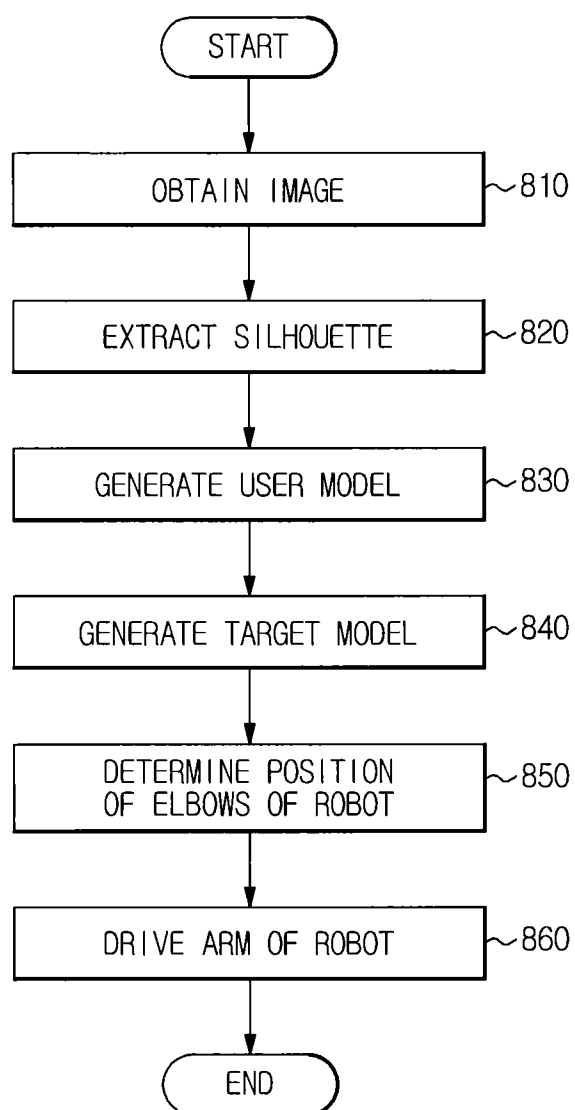 START
OBTAIN IMAGE
810
EXTRACT SILHOUETTE
820
GENERATE USER MODEL
830
GENERATE TARGET MODEL
840
DETERMINE POSITION
OF ELBOWS OF ROBOT
850
DRIVE ARM OF ROBOT
860
END